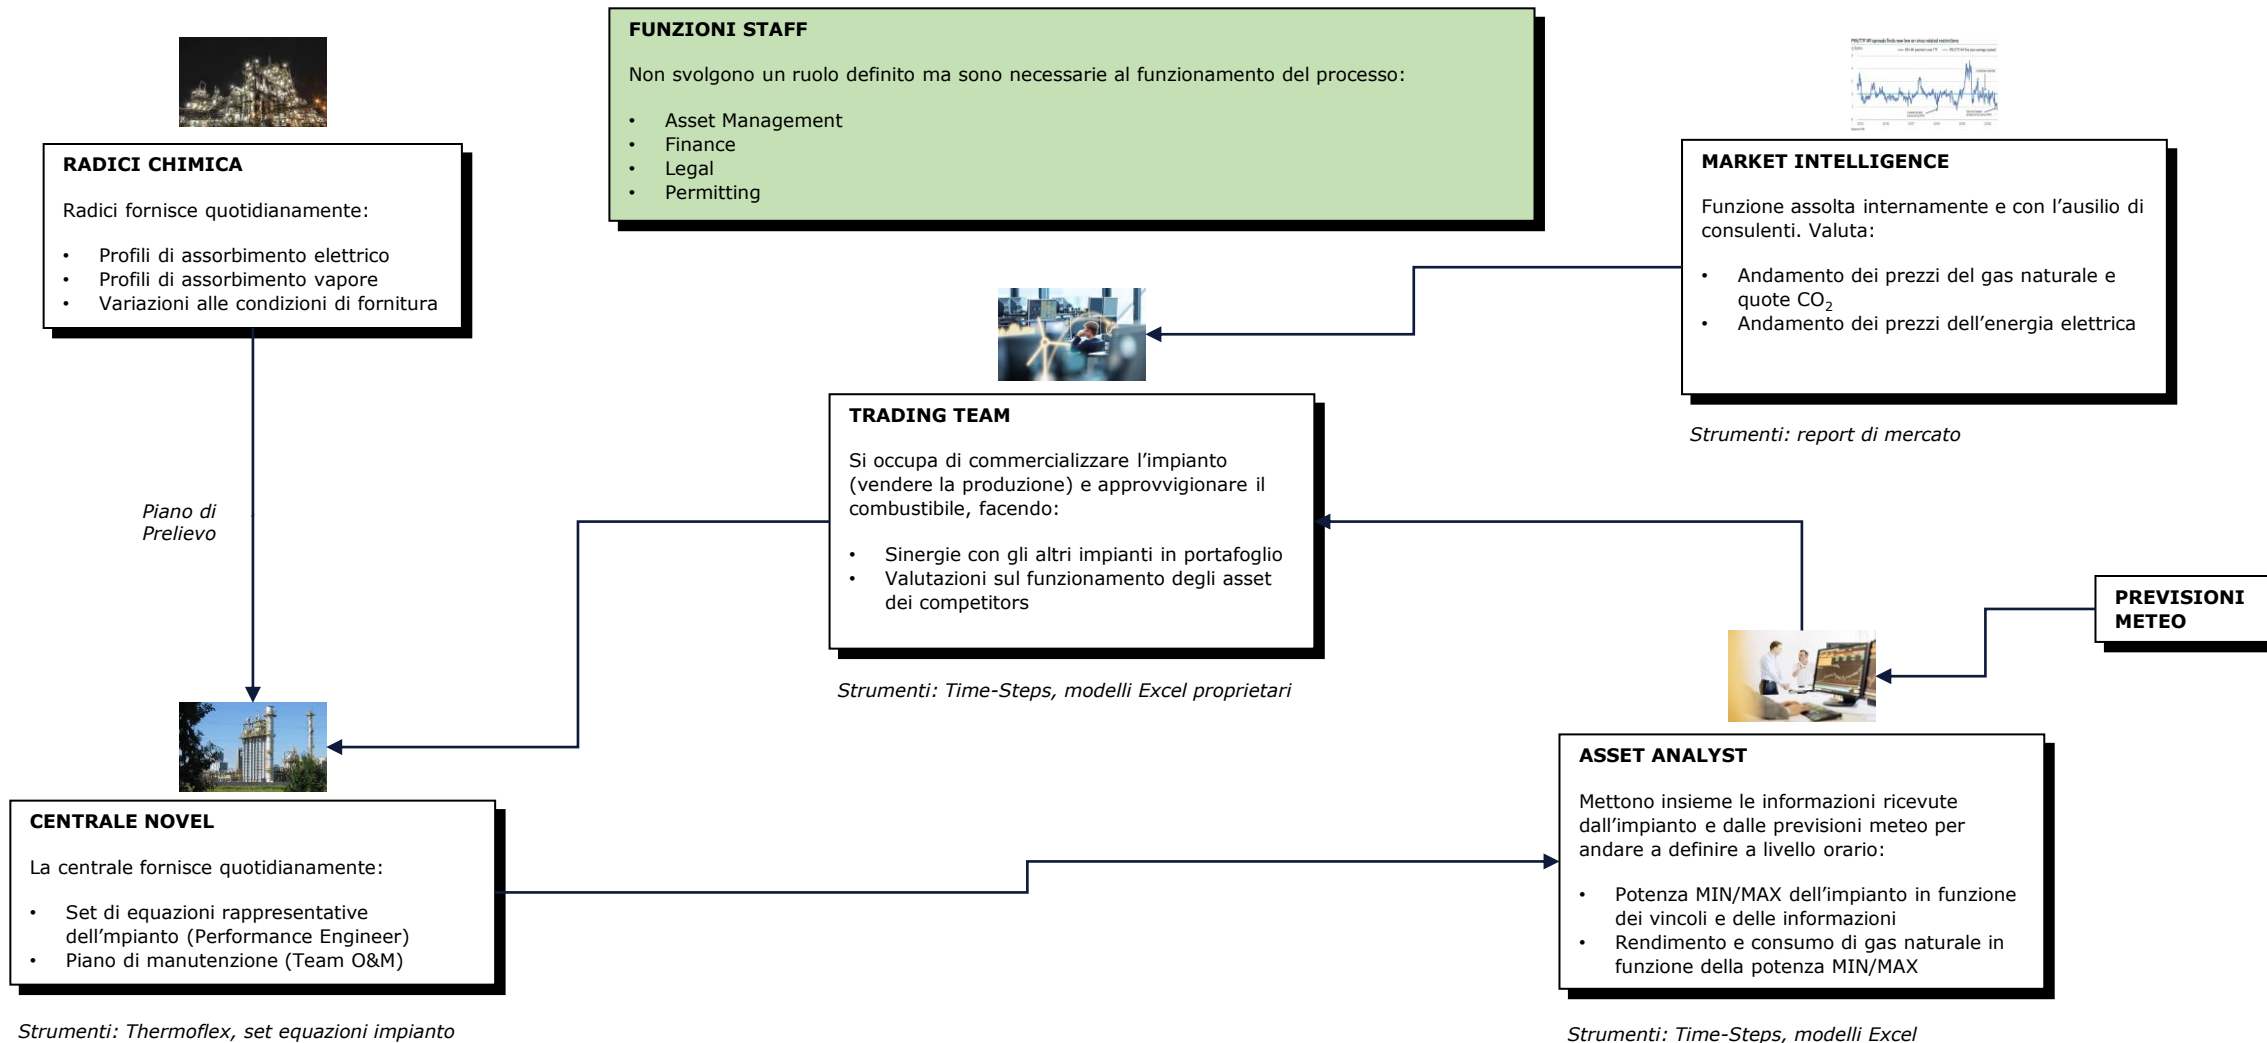 FUNZIONI STAFF
Non svolgono un ruolo definito ma sono necessarie al funzionamento del processo:
• Asset Management
• Finance
• Legal
• Permitting
RADICI CHIMICA
Radici fornisce quotidianamente:
• Profili di assorbimento elettrico
• Profili di assorbimento vapore
• Variazioni alle condizioni di fornitura
MARKET INTELLIGENCE
Funzione assolta internamente e con l’ausilio di
consulenti. Valuta:
• Andamento dei prezzi del gas naturale e
quote CO₂
• Andamento dei prezzi dell’energia elettrica
Strumenti: report di mercato
TRADING TEAM
Si occupa di commercializzare l’impianto
(vendere la produzione) e approvvigionare il
combustibile, facendo:
• Sinergie con gli altri impianti in portafoglio
• Valutazioni sul funzionamento degli asset
dei competitors
Strumenti: Time-Steps, modelli Excel proprietari
Piano di
Prelievo
PREVISIONI
METEO
CENTRALE NOVEL
La centrale fornisce quotidianamente:
• Set di equazioni rappresentative
dell’mpianto (Performance Engineer)
• Piano di manutenzione (Team O&M)
Strumenti: Thermoflex, set equazioni impianto
ASSET ANALYST
Mettono insieme le informazioni ricevute
dall’impianto e dalle previsioni meteo per
andare a definire a livello orario:
• Potenza MIN/MAX dell’impianto in funzione
dei vincoli e delle informazioni
• Rendimento e consumo di gas naturale in
funzione della potenza MIN/MAX
Strumenti: Time-Steps, modelli Excel